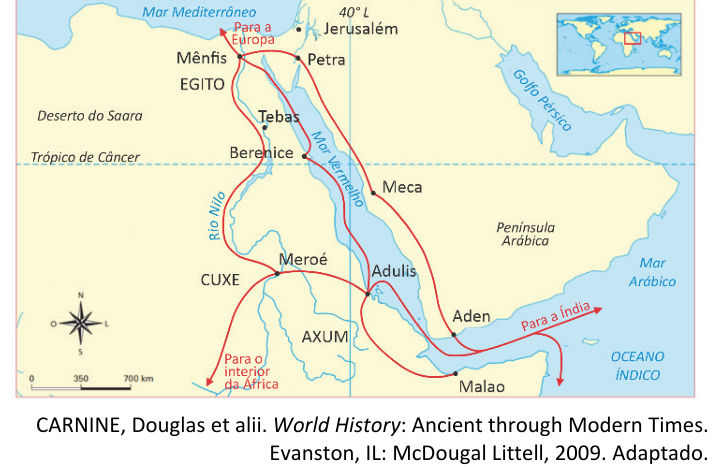 Mar Mediterrâneo
40° L
Para a
Europa
Jerusalém
Mênfis
Petra
EGITO
Golfo Pérsico
Deserto do Saara
Tebas
Mar Vermelho
Berenice
Trópico de Câncer
Meca
Rio Nilo
Península
Arábica
Meroé
Adulis
Mar
Arábico
CUXE
N
O
L
S
Aden
Para a Índia
AXUM
Para o
interior
da África
OCEANO
ÍNDICO
0 350 700 km
Malao
CARNINE, Douglas et alii. World History: Ancient through Modern Times.
Evanston, IL: McDougal Littell, 2009. Adaptado.